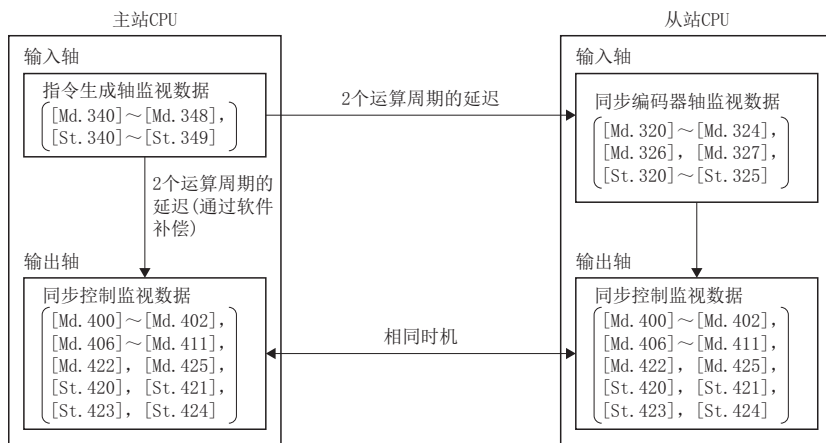 主站CPU
输入轴
指令生成轴监视数据
[Md.340]～[Md.348],
[St.340]～[St.349]
2个运算周期的
延迟(通过软件
补偿)
输出轴
同步控制监视数据
[Md.400]～[Md.402],
[Md.406]～[Md.411],
[Md.422], [Md.425],
[St.420], [St.421],
[St.423], [St.424]
2个运算周期的延迟
相同时机
从站CPU
输入轴
同步编码器轴监视数据
[Md.320]～[Md.324],
[Md.326], [Md.327],
[St.320]～[St.325]
输出轴
同步控制监视数据
[Md.400]～[Md.402],
[Md.406]～[Md.411],
[Md.422], [Md.425],
[St.420], [St.421],
[St.423], [St.424]